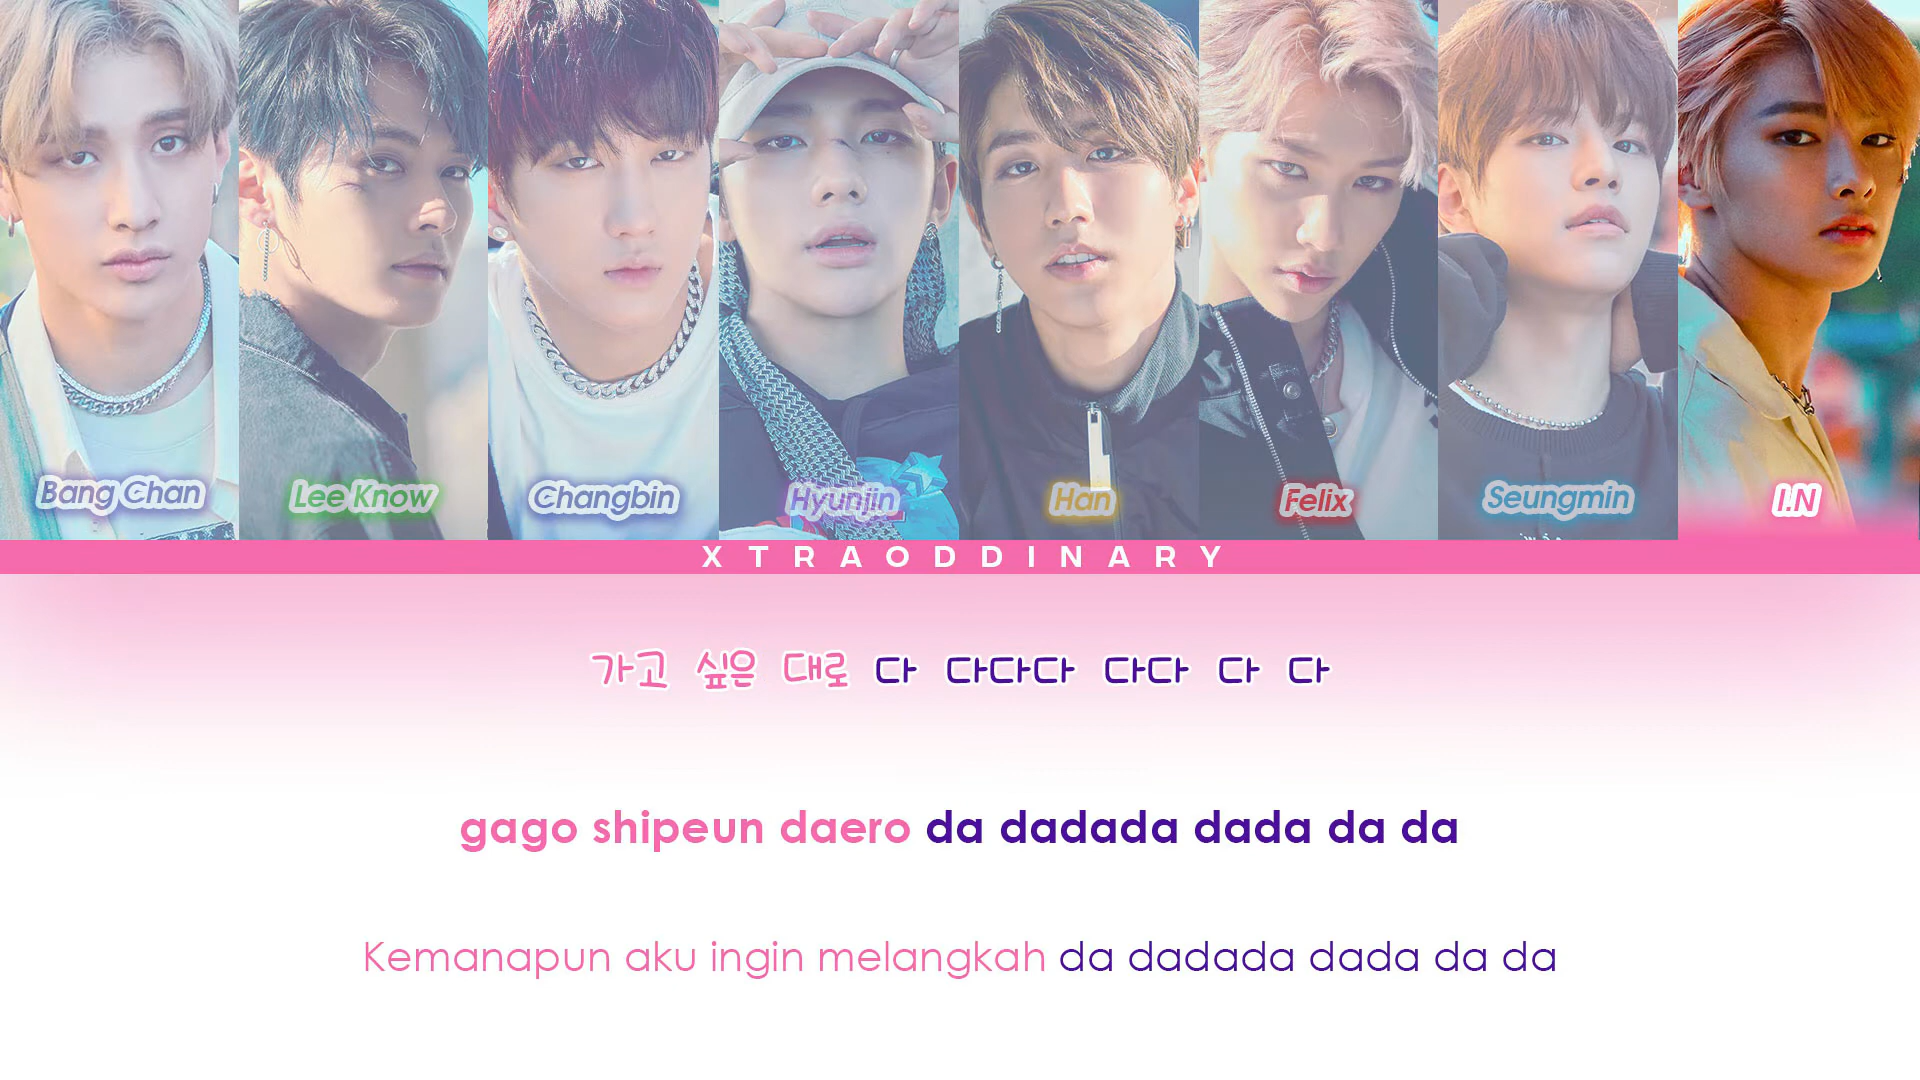 Bang Chan Lee Know Changbin Hyunjin Han Felix Seungmin I.N
XTRAODDINARY
가고 싶은 대로 다 다다다 다다 다 다
gago shipeun daero da dadada dada da da
Kemanapun aku ingin melangkah da dadada dada da da